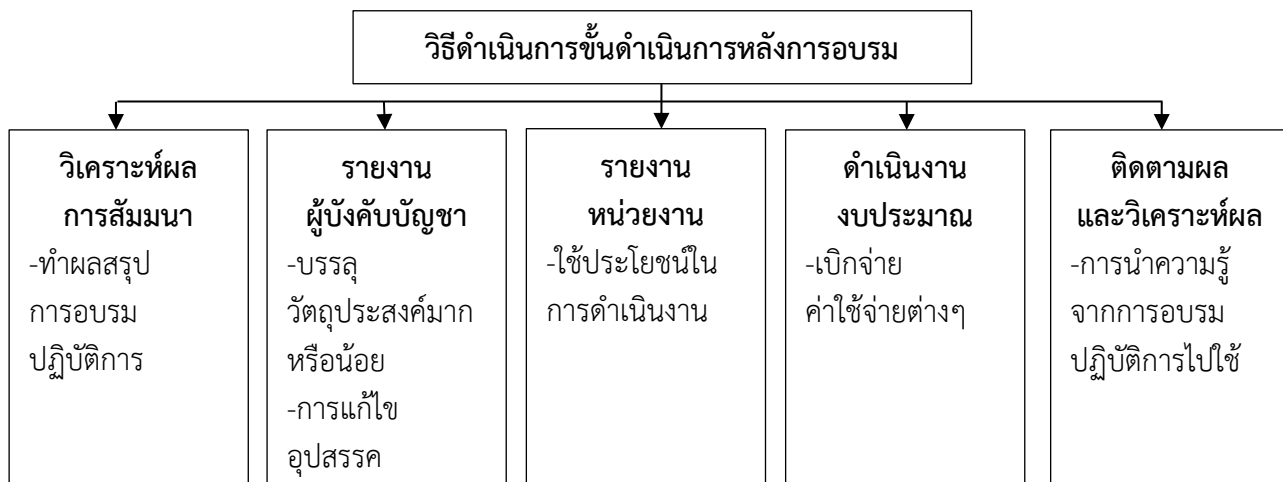 วิธีดำเนินการขั้นดำเนินการหลังการอบรม
วิเคราะห์ผล
การสัมมนา
-ทำผลสรุป
การอบรม
ปฏิบัติการ
รายงาน
ผู้บังคับบัญชา
-บรรลุ
วัตถุประสงค์มาก
หรือน้อย
-การแก้ไข
อุปสรรค
รายงาน
หน่วยงาน
-ใช้ประโยชน์ใน
การดำเนินงาน
ดำเนินงาน
งบประมาณ
-เบิกจ่าย
ค่าใช้จ่ายต่างๆ
ติดตามผล
และวิเคราะห์ผล
-การนำความรู้
จากการอบรม
ปฏิบัติการไปใช้